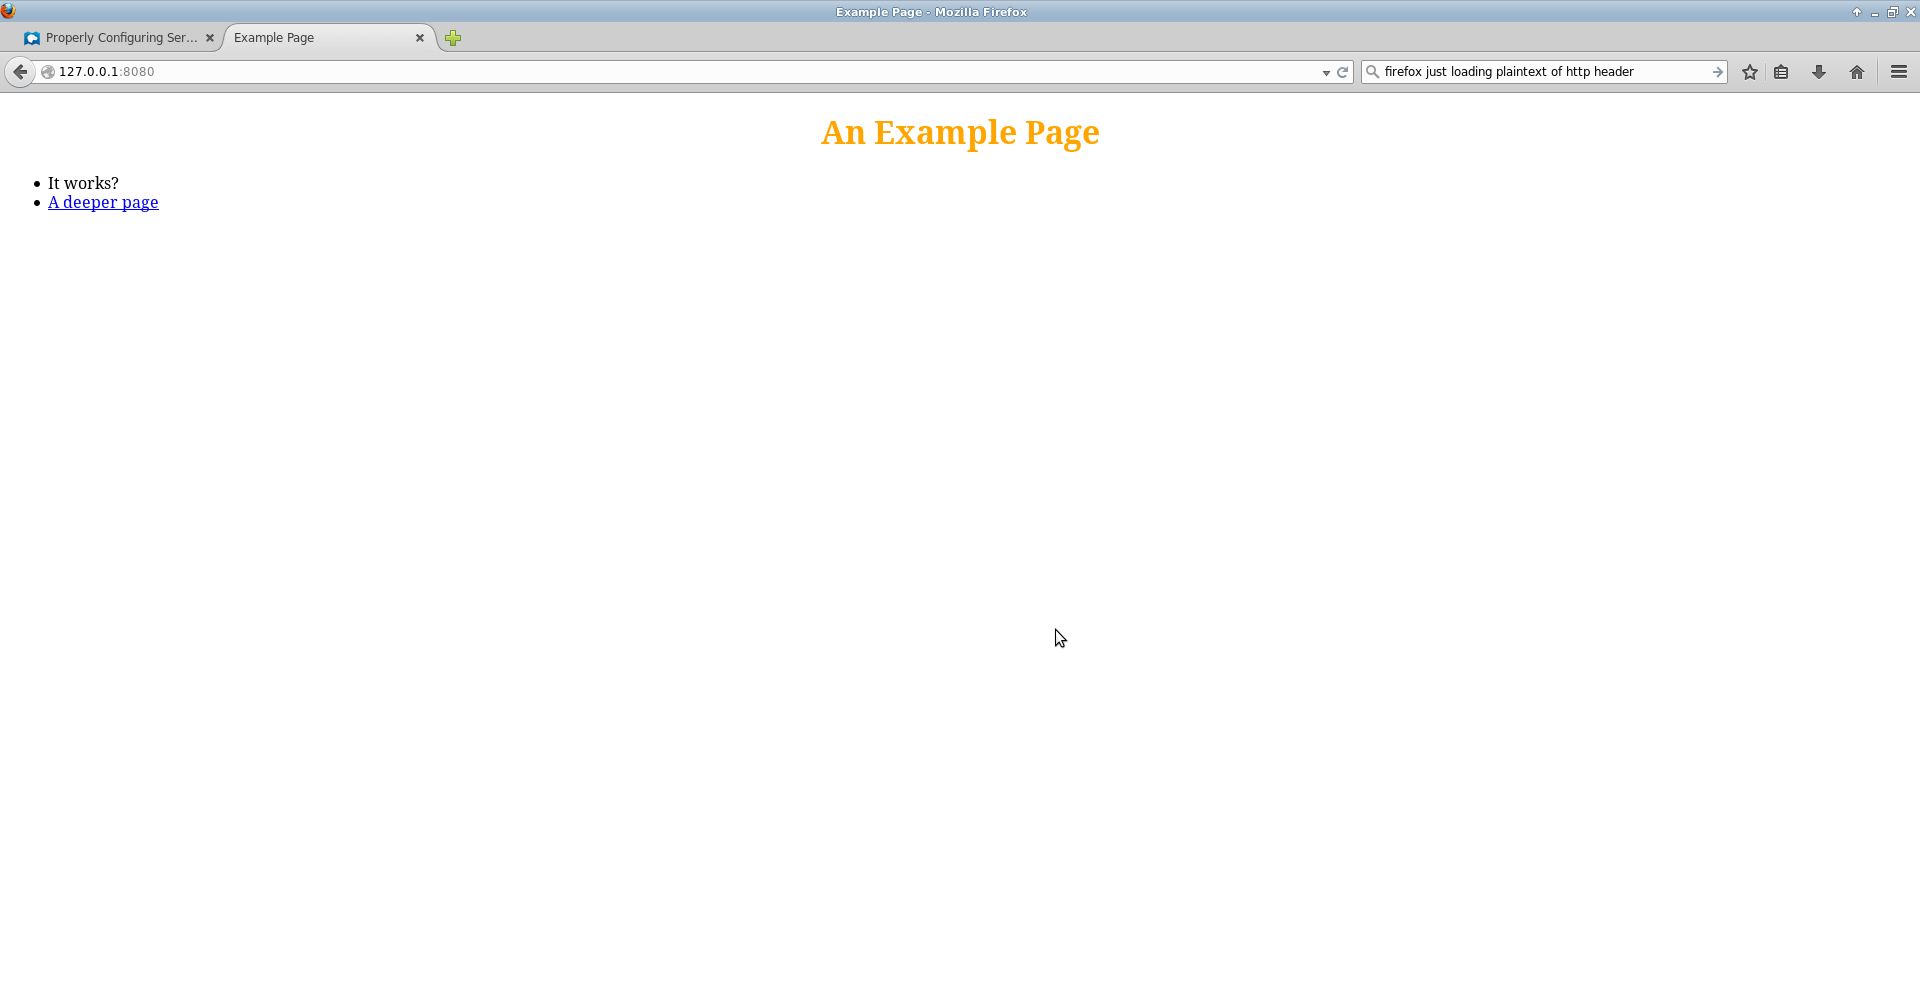 Example Page - Mozilla Firefox
Properly Configuring Ser...
Example Page
127.0.0.1:8080
firefox just loading plaintext of http header
An Example Page
It works?
A deeper page